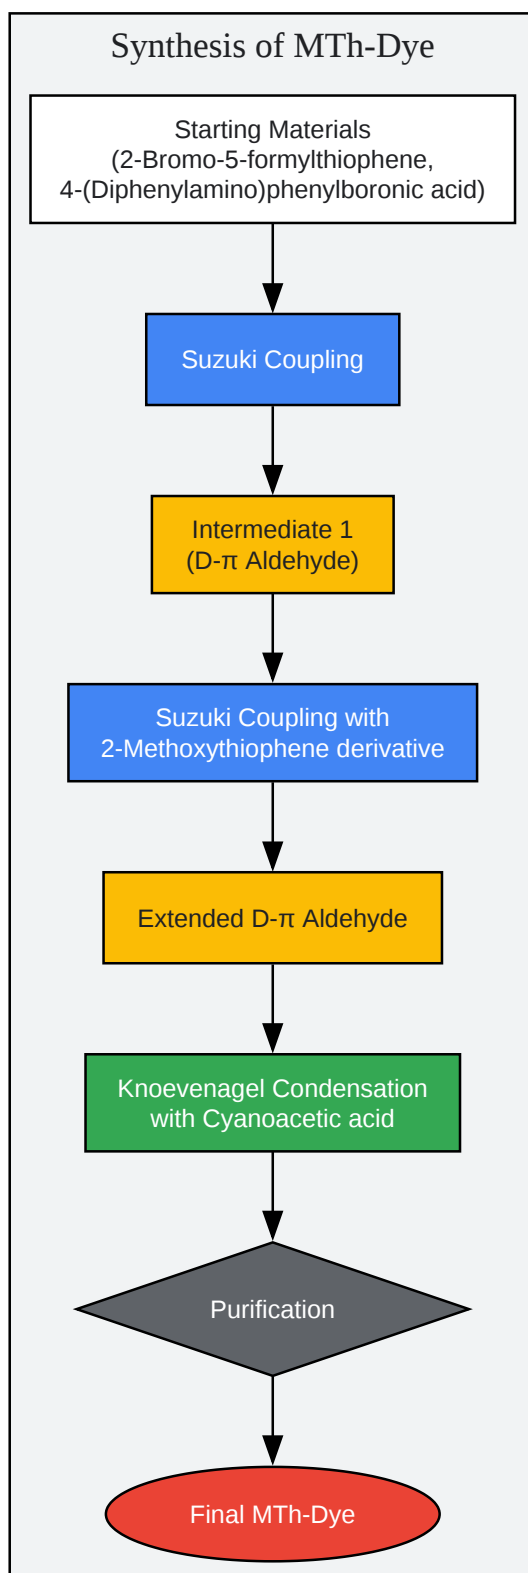 Synthesis of MTh-Dye
Starting Materials
(2-Bromo-5-formylthiophene,
4-(Diphenylamino)phenylboronic acid)
Suzuki Coupling
Intermediate 1
(D-π Aldehyde)
Suzuki Coupling with
2-Methoxythiophene derivative
Extended D-π Aldehyde
Knoevenagel Condensation
with Cyanoacetic acid
Purification
Final MTh-Dye